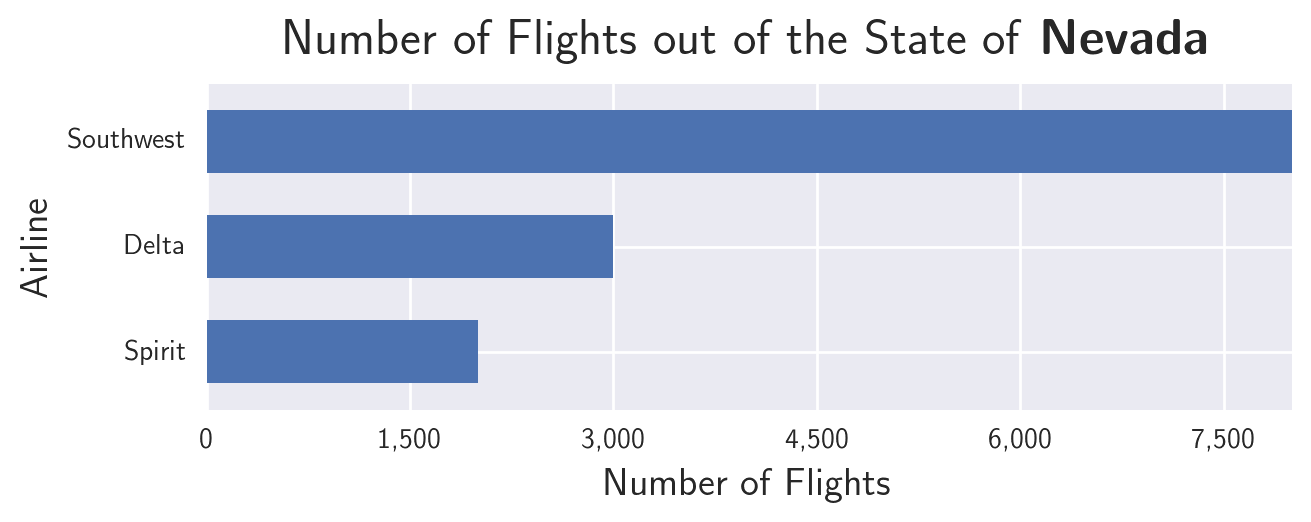 Number of Flights out of the State of Nevada
Airline
Southwest
Delta
Spirit
0 1,500 3,000 4,500 6,000 7,500
Number of Flights